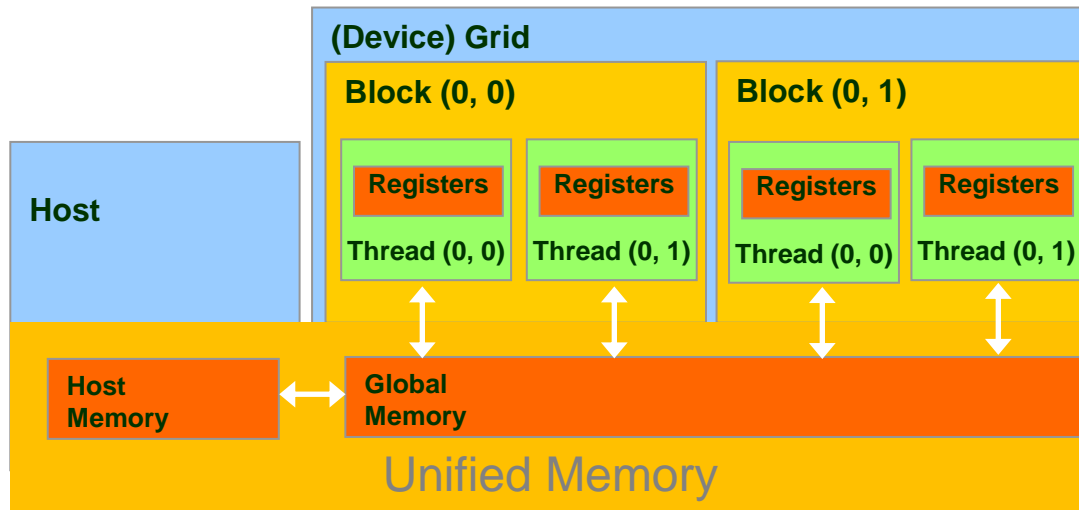 (Device) Grid
Block (0, 0)
Block (0, 1)
Host
Registers
Registers
Registers
Registers
Thread (0, 0)
Thread (0, 1)
Thread (0, 0)
Thread (0, 1)
Host
Memory
Global
Memory
Unified Memory